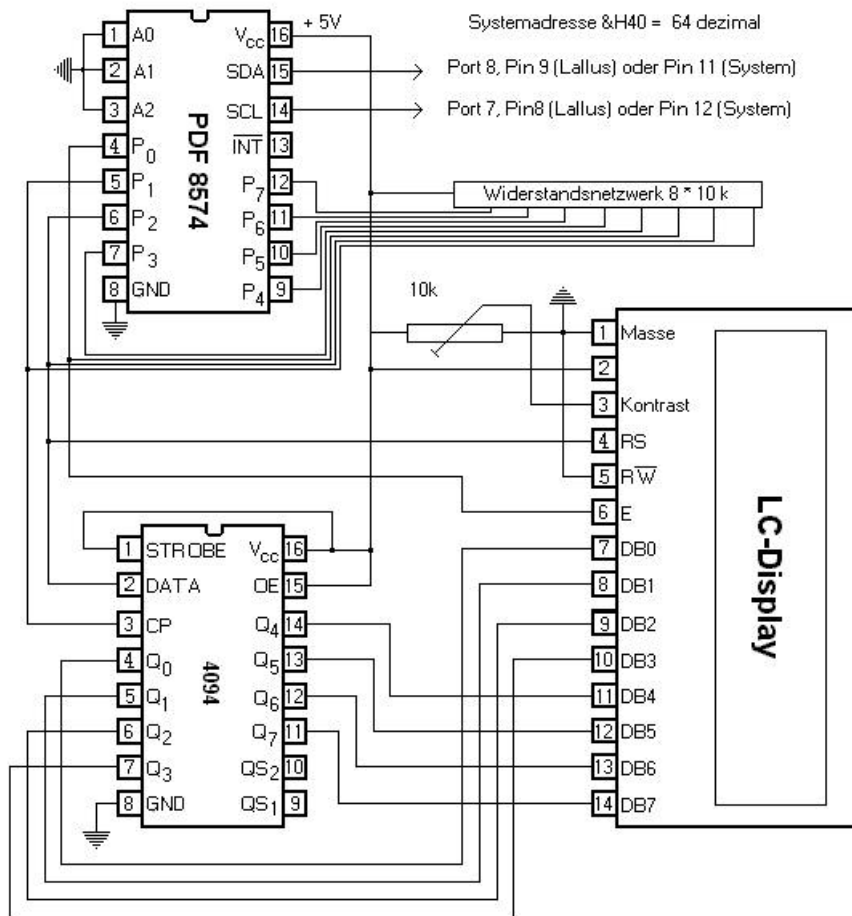 + 5V
Systemadresse &H40 = 64 dezimal
Port 8, Pin 9 (Lallus) oder Pin 11 (System)
Port 7, Pin8 (Lallus) oder Pin 12 (System)
PDF 8574
1 A0
2 A1
3 A2
4 P0
5 P1
6 P2
7 P3
8 GND
Vcc 16
SDA 15
SCL 14
INT 13
P7 12
P6 11
P5 10
P4 9
Widerstandsnetzwerk 8 * 10 k
10k
LC-Display
1 Masse
2
3 Kontrast
4 RS
5 RW
6 E
7 DB0
8 DB1
9 DB2
10 DB3
11 DB4
12 DB5
13 DB6
14 DB7
4094
1 STROBE
2 DATA
3 CP
4 Q0
5 Q1
6 Q2
7 Q3
8 GND
Vcc 16
OE 15
Q4 14
Q5 13
Q6 12
Q7 11
QS2 10
QS1 9